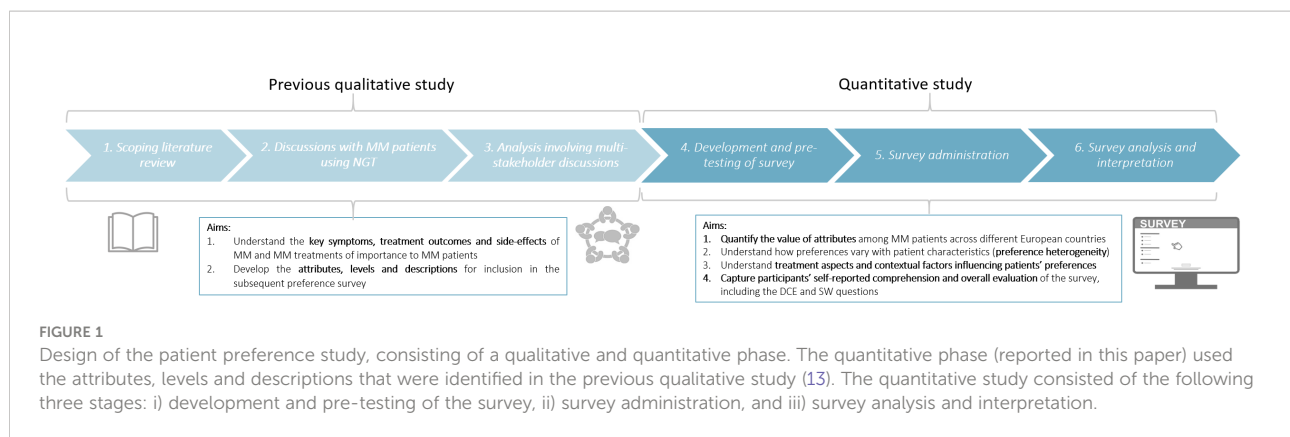 Previous qualitative study
Quantitative study
1. Scoping literature
review
2. Discussions with MM patients
using NGT
3. Analysis involving multi-
stakeholder discussions
4. Development and pre-
testing of survey
5. Survey administration
6. Survey analysis and
interpretation
Aims:
1. Understand the key symptoms, treatment outcomes and side-effects of
MM and MM treatments of importance to MM patients
2. Develop the attributes, levels and descriptions for inclusion in the
subsequent preference survey
Aims:
1. Quantify the value of attributes among MM patients across different European countries
2. Understand how preferences vary with patient characteristics (preference heterogeneity)
3. Understand treatment aspects and contextual factors influencing patients' preferences
4. Capture participants' self-reported comprehension and overall evaluation of the survey,
including the DCE and SW questions
SURVEY
FIGURE 1
Design of the patient preference study, consisting of a qualitative and quantitative phase. The quantitative phase (reported in this paper) used
the attributes, levels and descriptions that were identified in the previous qualitative study (13). The quantitative study consisted of the following
three stages: i) development and pre-testing of the survey, ii) survey administration, and iii) survey analysis and interpretation.